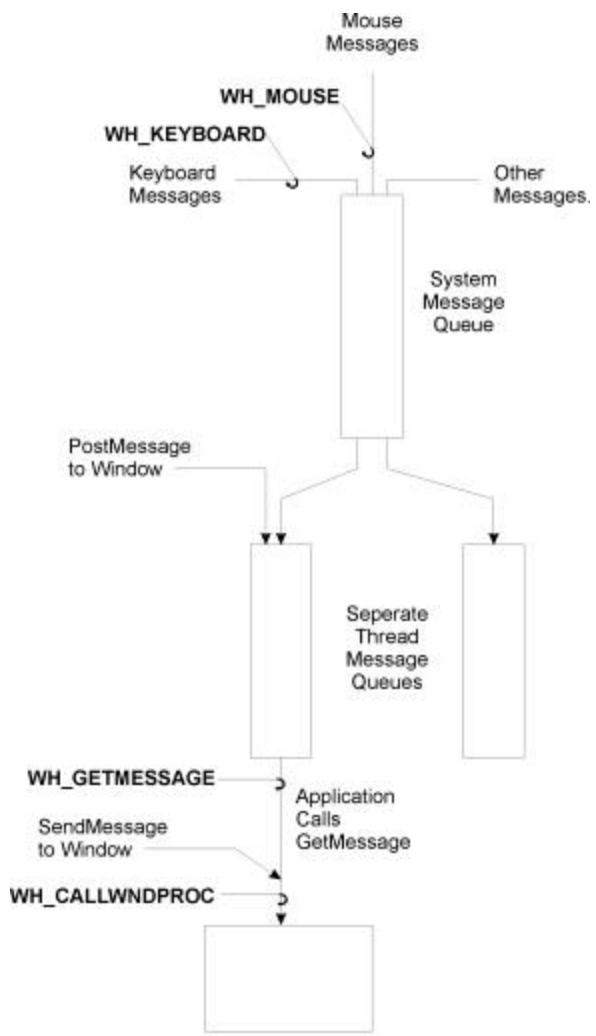 Mouse
Messages
WH_MOUSE
WH_KEYBOARD
Keyboard
Messages
Other
Messages.
System
Message
Queue
PostMessage
to Window
Seperate
Thread
Message
Queues
WH_GETMESSAGE
Application
Calls
GetMessage
SendMessage
to Window
WH_CALLWNDPROC